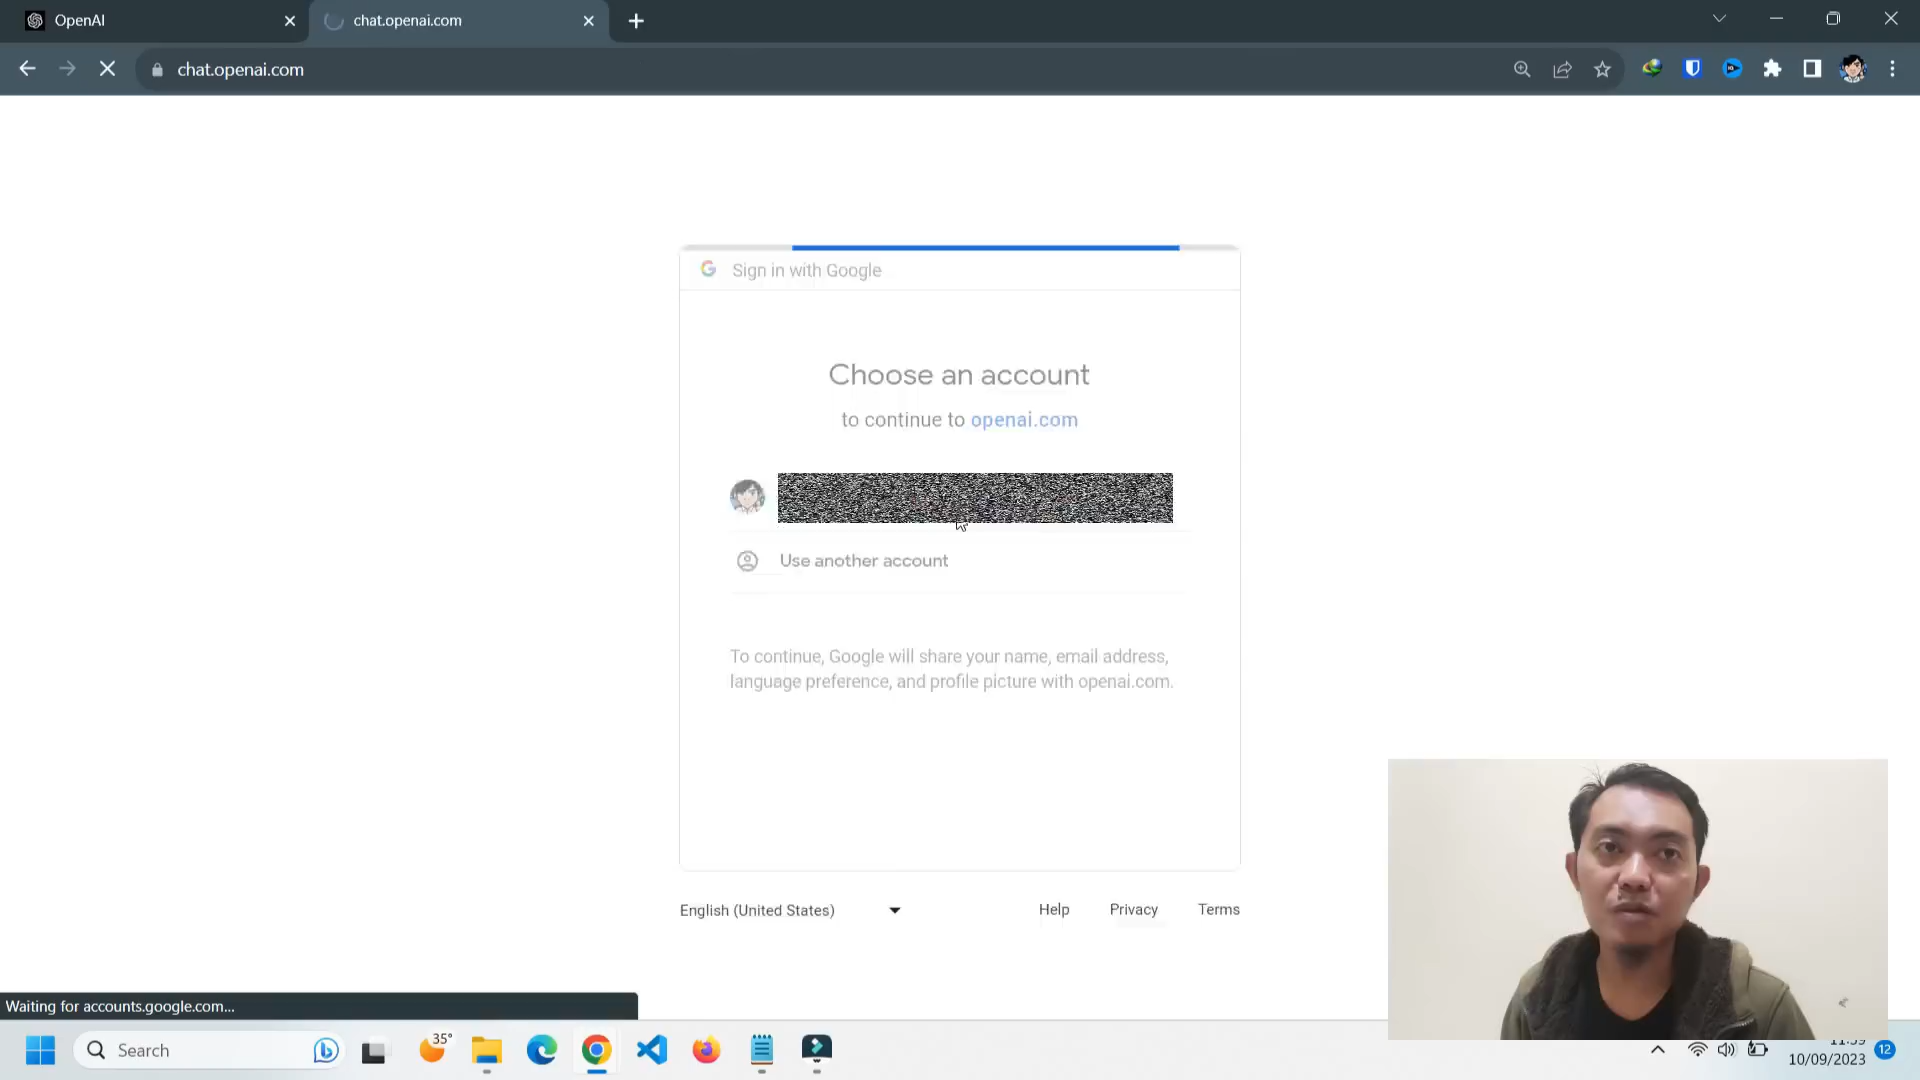 OpenAI
chat.openai.com
chat.openai.com
Sign in with Google
Choose an account
to continue to openai.com
Use another account
To continue, Google will share your name, email address,
language preference, and profile picture with openai.com.
English (United States)
Help
Privacy
Terms
Waiting for accounts.google.com...
Search
35°
11:39
10/09/2023
12